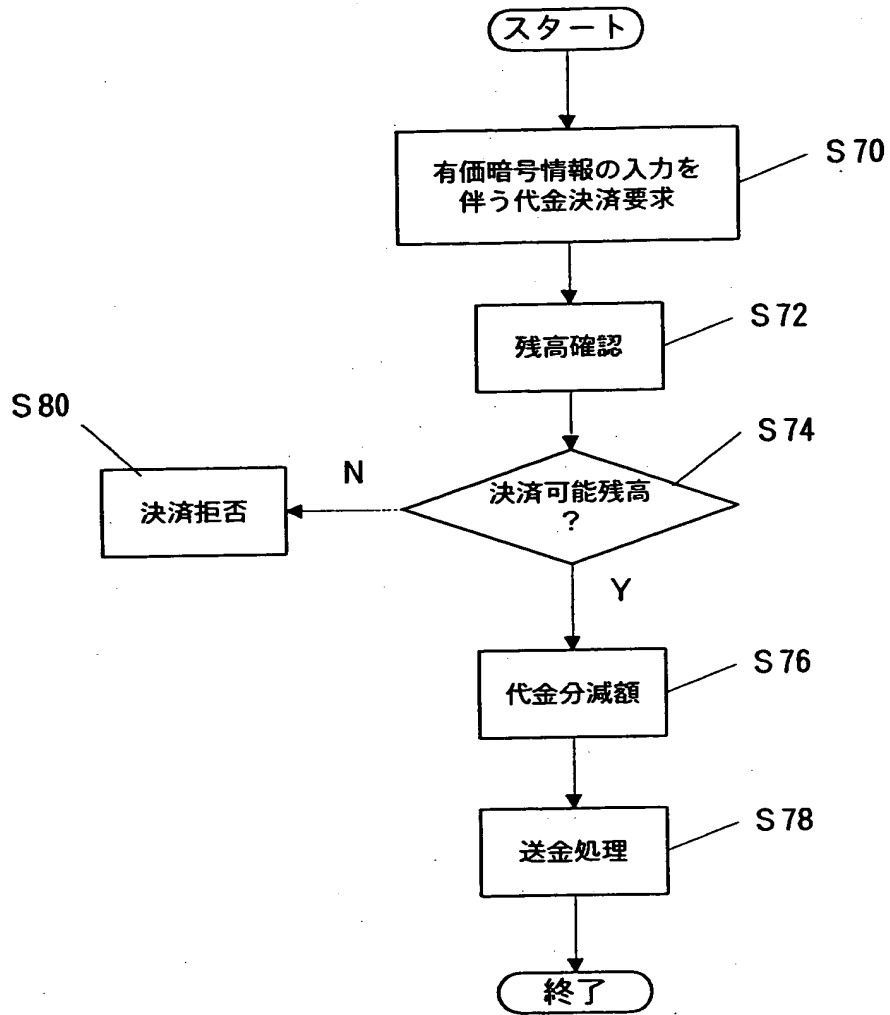 スタート
有価暗号情報の入力を
伴う代金決済要求
S70
残高確認
S72
決済可能残高
?
S74
N
決済拒否
S80
Y
代金分減額
S76
送金処理
S78
終了